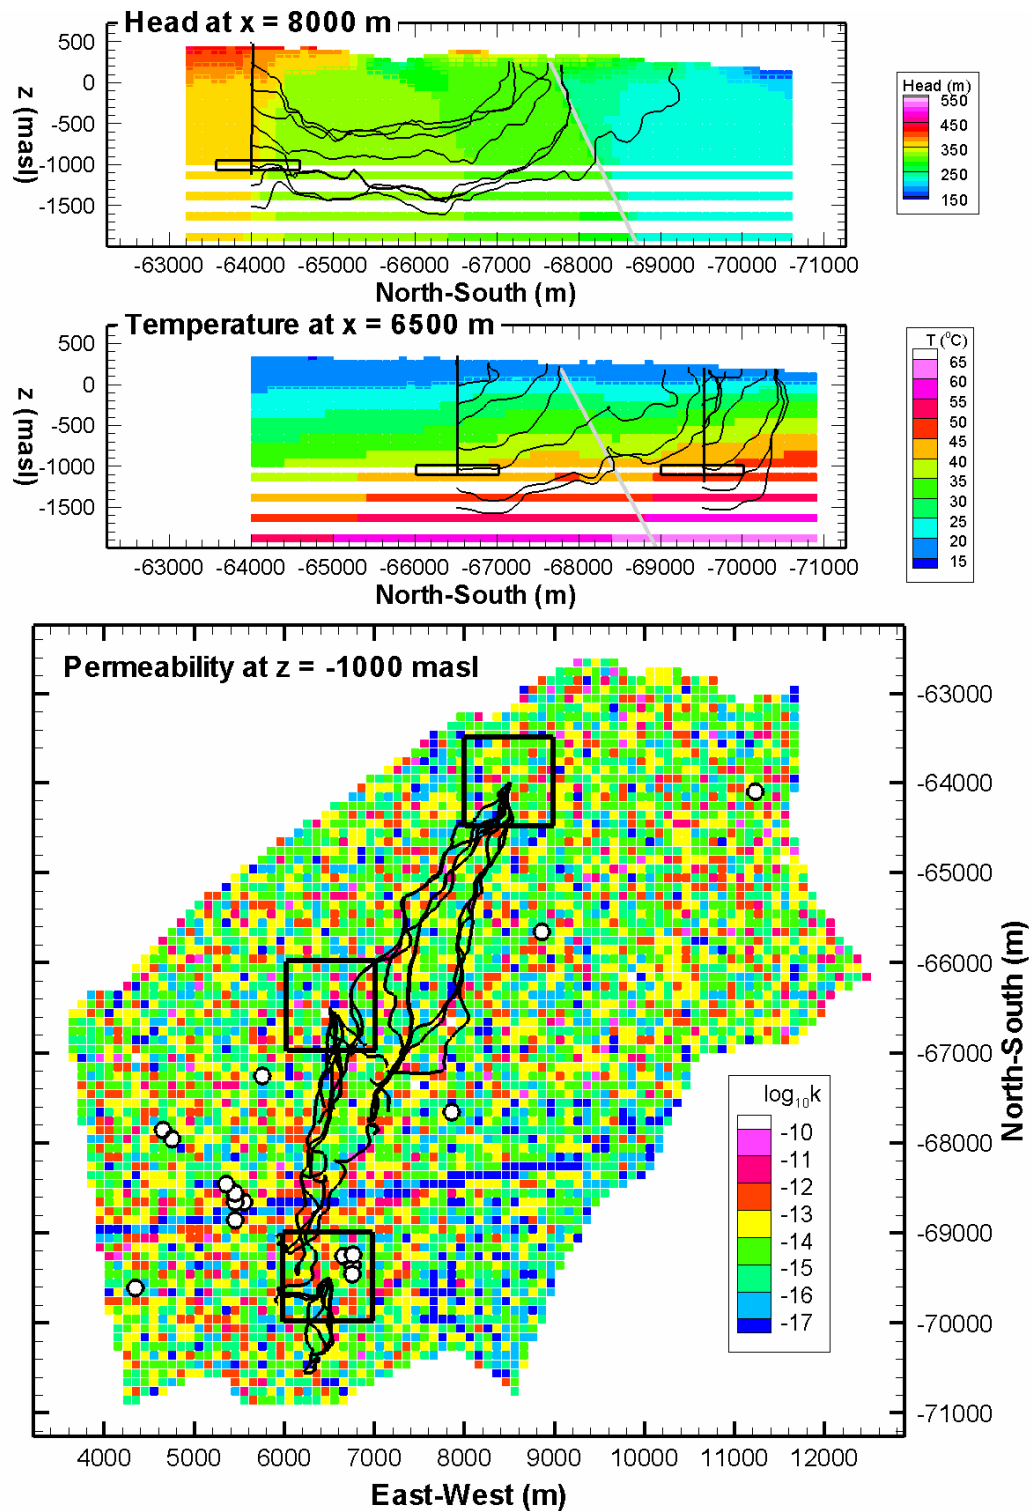 Head at x = 8000 m
500
0
-500
-1000
-1500
z (masl)
-63000 -64000 -65000 -66000 -67000 -68000 -69000 -70000 -71000
North-South (m)
Head (m)
550
450
350
250
150
Temperature at x = 6500 m
500
0
-500
-1000
-1500
z (masl)
-63000 -64000 -65000 -66000 -67000 -68000 -69000 -70000 -71000
North-South (m)
T (⁰C)
65
60
55
50
45
40
35
30
25
20
15
Permeability at z = -1000 masl
-63000
-64000
-65000
-66000
-67000
-68000
-69000
-70000
-71000
North-South (m)
log₁₀k
-10
-11
-12
-13
-14
-15
-16
-17
4000 5000 6000 7000 8000 9000 10000 11000 12000
East-West (m)